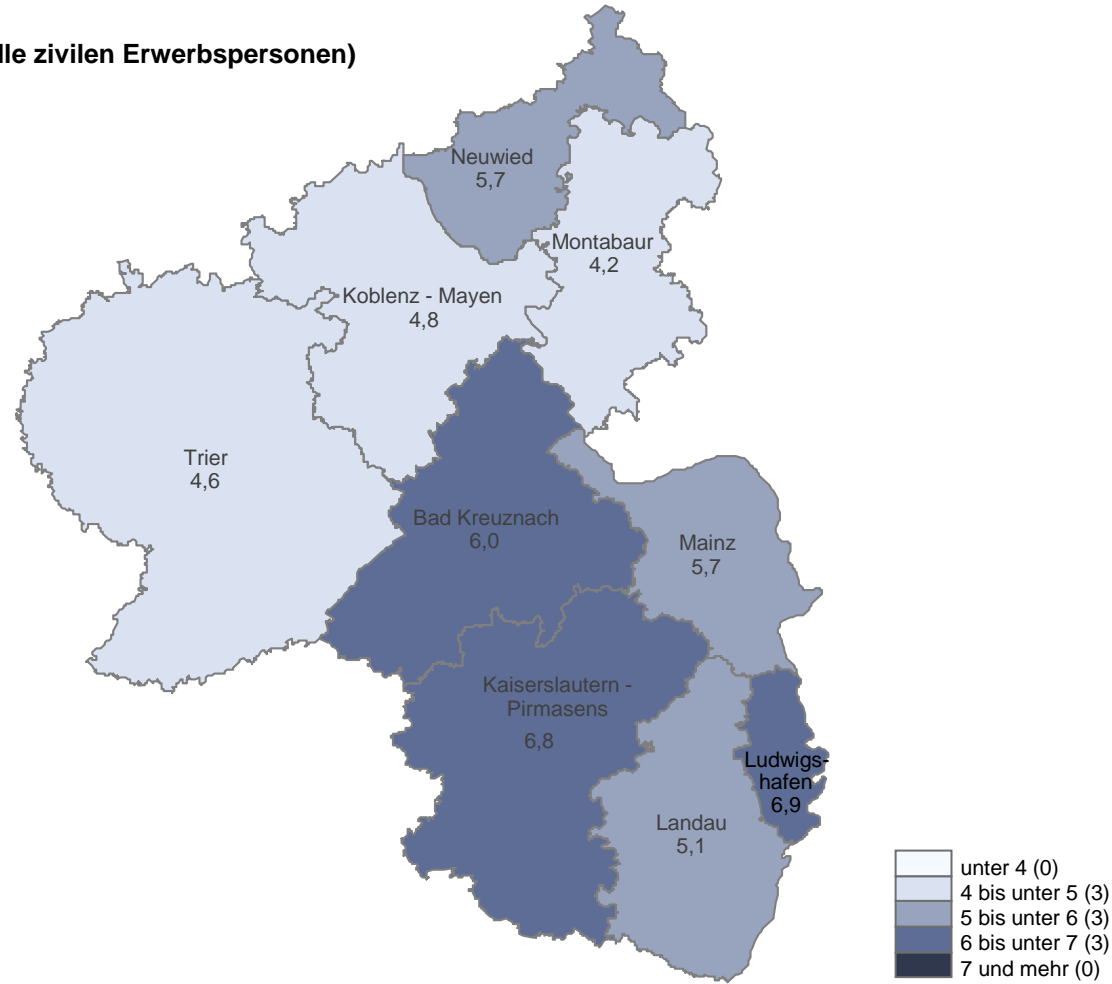 lle zivilen Erwerbspersonen)
Neuwied
5,7
Montabaur
4,2
Koblenz - Mayen
4,8
Trier
4,6
Bad Kreuznach
6,0
Mainz
5,7
Kaiserslautern -
Pirmasens
6,8
Ludwigs-
hafen
6,9
Landau
5,1
unter 4 (0)
4 bis unter 5 (3)
5 bis unter 6 (3)
6 bis unter 7 (3)
7 und mehr (0)